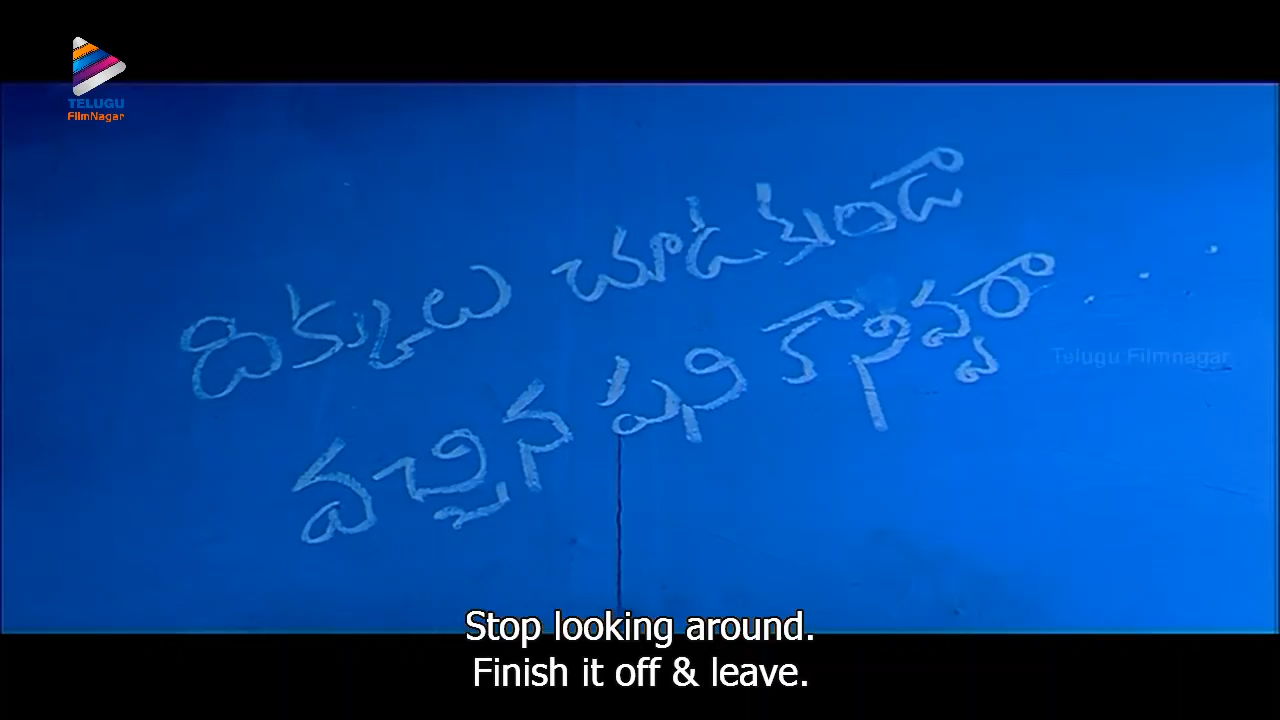 TELUGU
FilmNagar
దిక్కులు చూడకుండా
వచ్చిన పని కానివ్వరా
Telugu Filmnagar
Stop looking around.
Finish it off & leave.